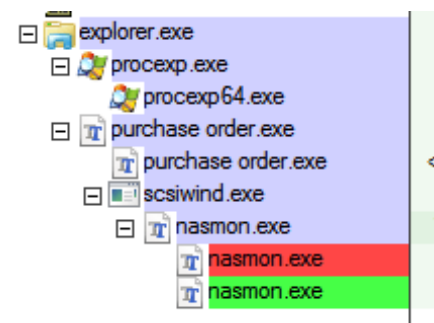 explorer.exe
procexp.exe
procexp64.exe
purchase order.exe
purchase order.exe
scsiwind.exe
nasmon.exe
nasmon.exe
nasmon.exe